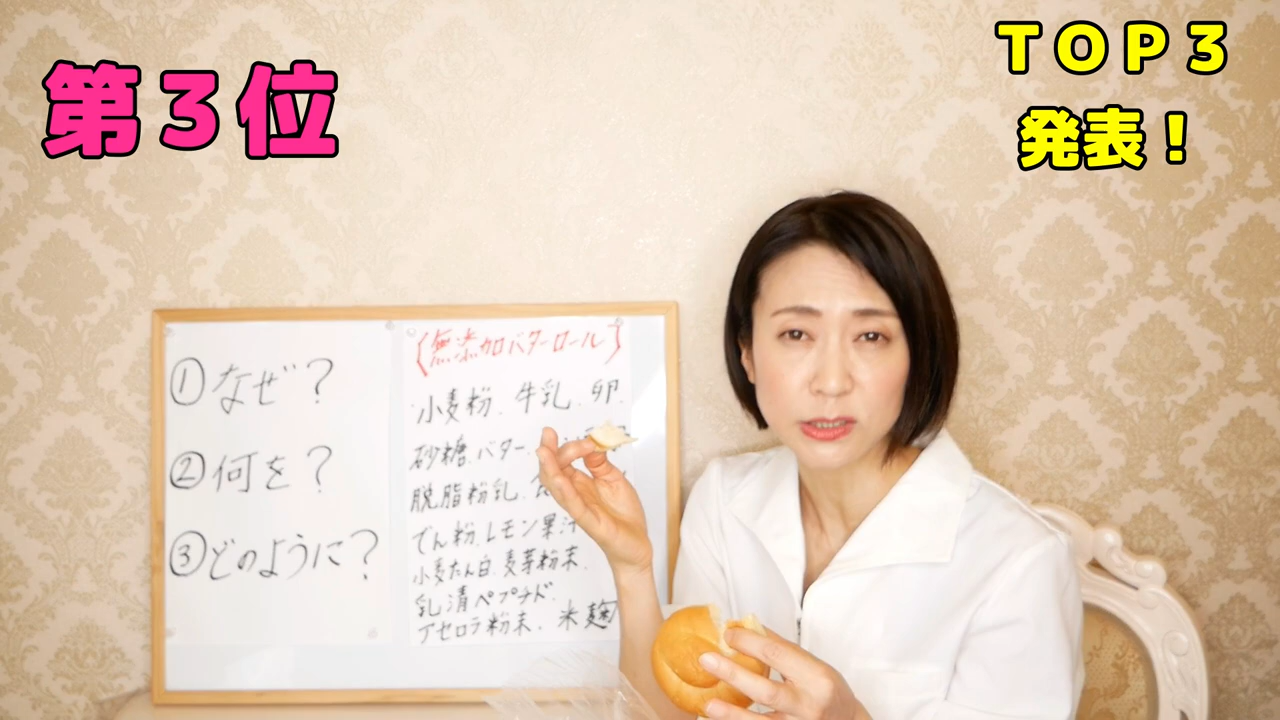 第3位
TOP3
発表！
①なぜ？
②何を？
③どのように？
(無添加バターロール)
小麦粉、牛乳、卵、
砂糖、バター、
脱脂粉乳、
でん粉、レモン果汁
小麦たん白、麦芽粉末、
乳清ペプチド、
アセロラ粉末、米麹